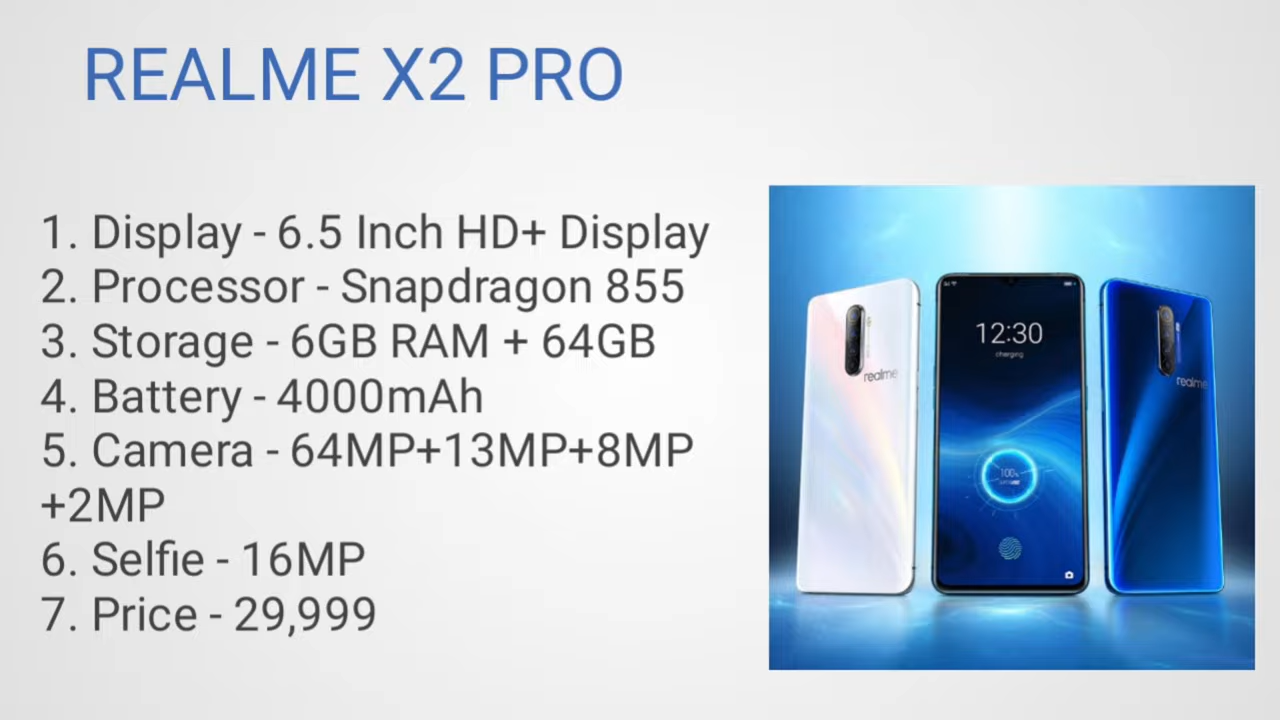 REALME X2 PRO
1. Display - 6.5 Inch HD+ Display
2. Processor - Snapdragon 855
3. Storage - 6GB RAM + 64GB
4. Battery - 4000mAh
5. Camera - 64MP+13MP+8MP
+2MP
6. Selfie - 16MP
7. Price - 29,999
realme
12:30
charging
100%
realme